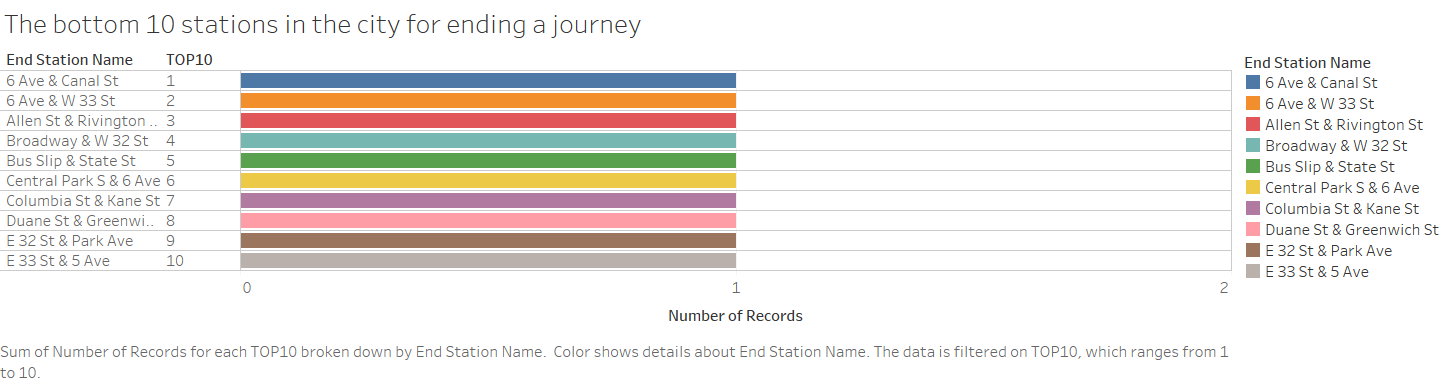 The bottom 10 stations in the city for ending a journey
End Station Name TOP10
6 Ave & Canal St 1
6 Ave & W 33 St 2
Allen St & Rivington .. 3
Broadway & W 32 St 4
Bus Slip & State St 5
Central Park S & 6 Ave 6
Columbia St & Kane St 7
Duane St & Greenwi.. 8
E 32 St & Park Ave 9
E 33 St & 5 Ave 10
0 1 2
Number of Records
End Station Name
6 Ave & Canal St
6 Ave & W 33 St
Allen St & Rivington St
Broadway & W 32 St
Bus Slip & State St
Central Park S & 6 Ave
Columbia St & Kane St
Duane St & Greenwich St
E 32 St & Park Ave
E 33 St & 5 Ave
Sum of Number of Records for each TOP10 broken down by End Station Name.  Color shows details about End Station Name. The data is filtered on TOP10, which ranges from 1
to 10.